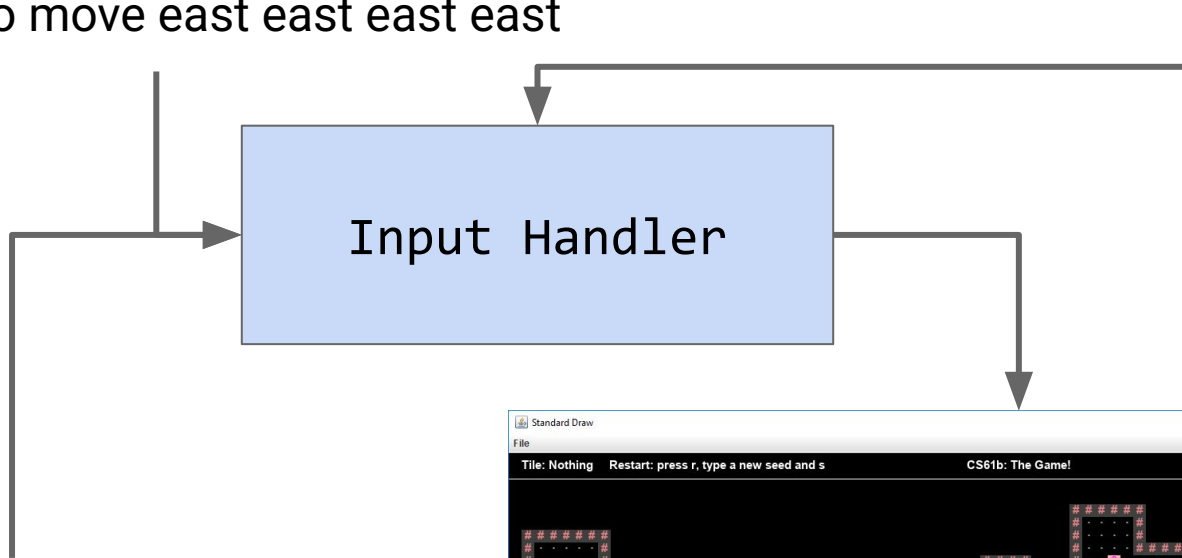 o move east east east east
Input Handler
Standard Draw
File
Tile: Nothing Restart: press r, type a new seed and s CS61b: The Game!